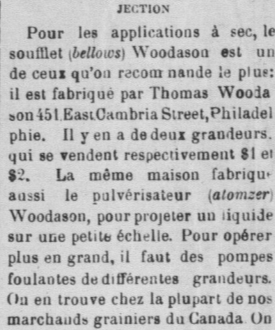 JECTION
Pour les applications à sec, le
soufflet (bellows) Woodason est un
de ceux qu'on recom nande le plus:
il est fabriqué par Thomas Wooda
son 451, East Cambria Street, Philadel
phie. Il y en a de deux grandeurs,
qui se vendent respectivement $1 et
$2. La même maison fabrique
aussi le pulvérisateur (atomzer)
Woodason, pour projeter un liquide
sur une petite échelle. Pour opérer
plus en grand, il faut des pompes
foulantes de différentes grandeurs.
On en trouve chez la plupart de nos
marchands grainiers du Canada. On